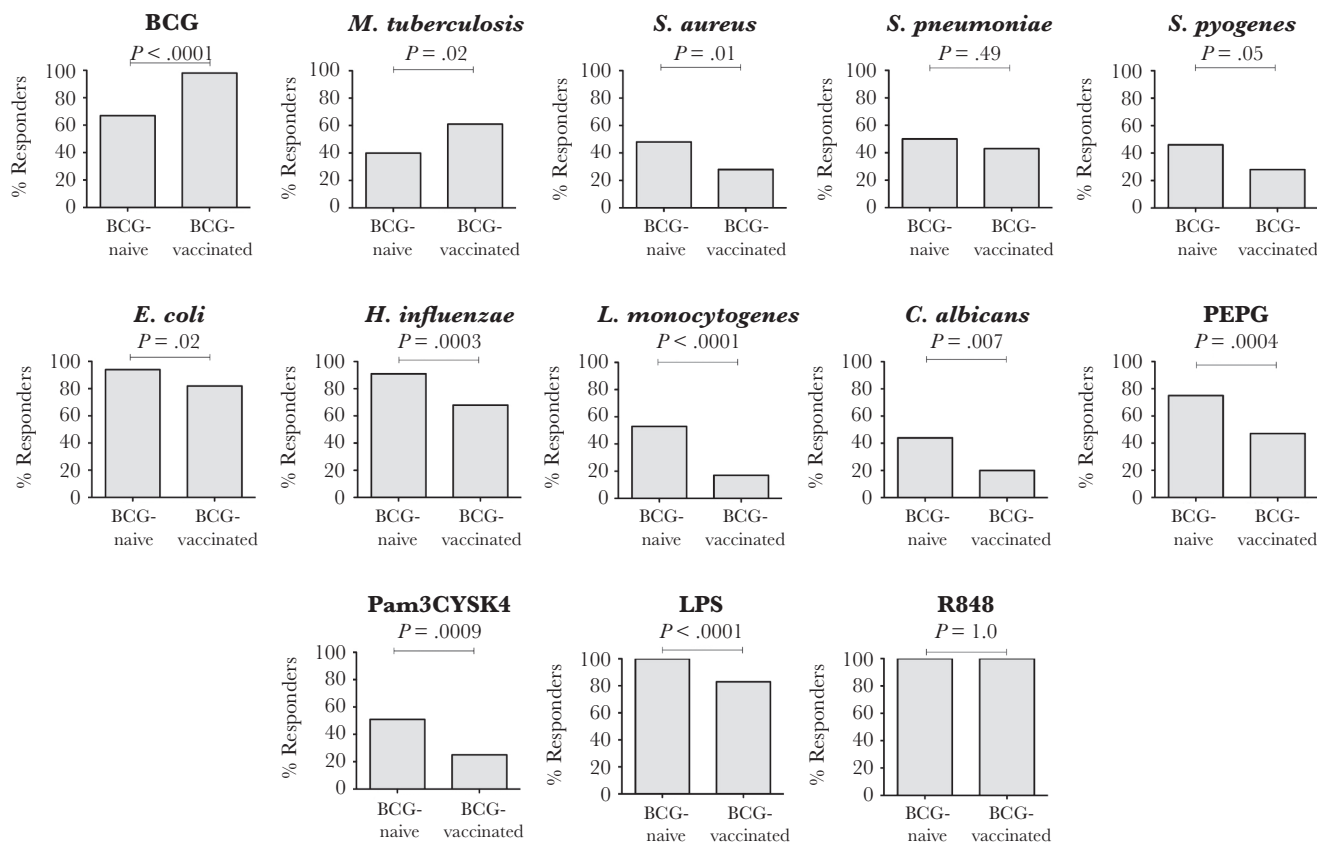 BCG
P < .0001
% Responders
100
80
60
40
20
0
BCG-
naive
BCG-
vaccinated
M. tuberculosis
P = .02
% Responders
100
80
60
40
20
0
BCG-
naive
BCG-
vaccinated
S. aureus
P = .01
% Responders
100
80
60
40
20
0
BCG-
naive
BCG-
vaccinated
S. pneumoniae
P = .49
% Responders
100
80
60
40
20
0
BCG-
naive
BCG-
vaccinated
S. pyogenes
P = .05
% Responders
100
80
60
40
20
0
BCG-
naive
BCG-
vaccinated
E. coli
P = .02
% Responders
100
80
60
40
20
0
BCG-
naive
BCG-
vaccinated
H. influenzae
P = .0003
% Responders
100
80
60
40
20
0
BCG-
naive
BCG-
vaccinated
L. monocytogenes
P < .0001
% Responders
100
80
60
40
20
0
BCG-
naive
BCG-
vaccinated
C. albicans
P = .007
% Responders
100
80
60
40
20
0
BCG-
naive
BCG-
vaccinated
PEPG
P = .0004
% Responders
100
80
60
40
20
0
BCG-
naive
BCG-
vaccinated
Pam3CYSK4
P = .0009
% Responders
100
80
60
40
20
0
BCG-
naive
BCG-
vaccinated
LPS
P < .0001
% Responders
100
80
60
40
20
0
BCG-
naive
BCG-
vaccinated
R848
P = 1.0
% Responders
100
80
60
40
20
0
BCG-
naive
BCG-
vaccinated